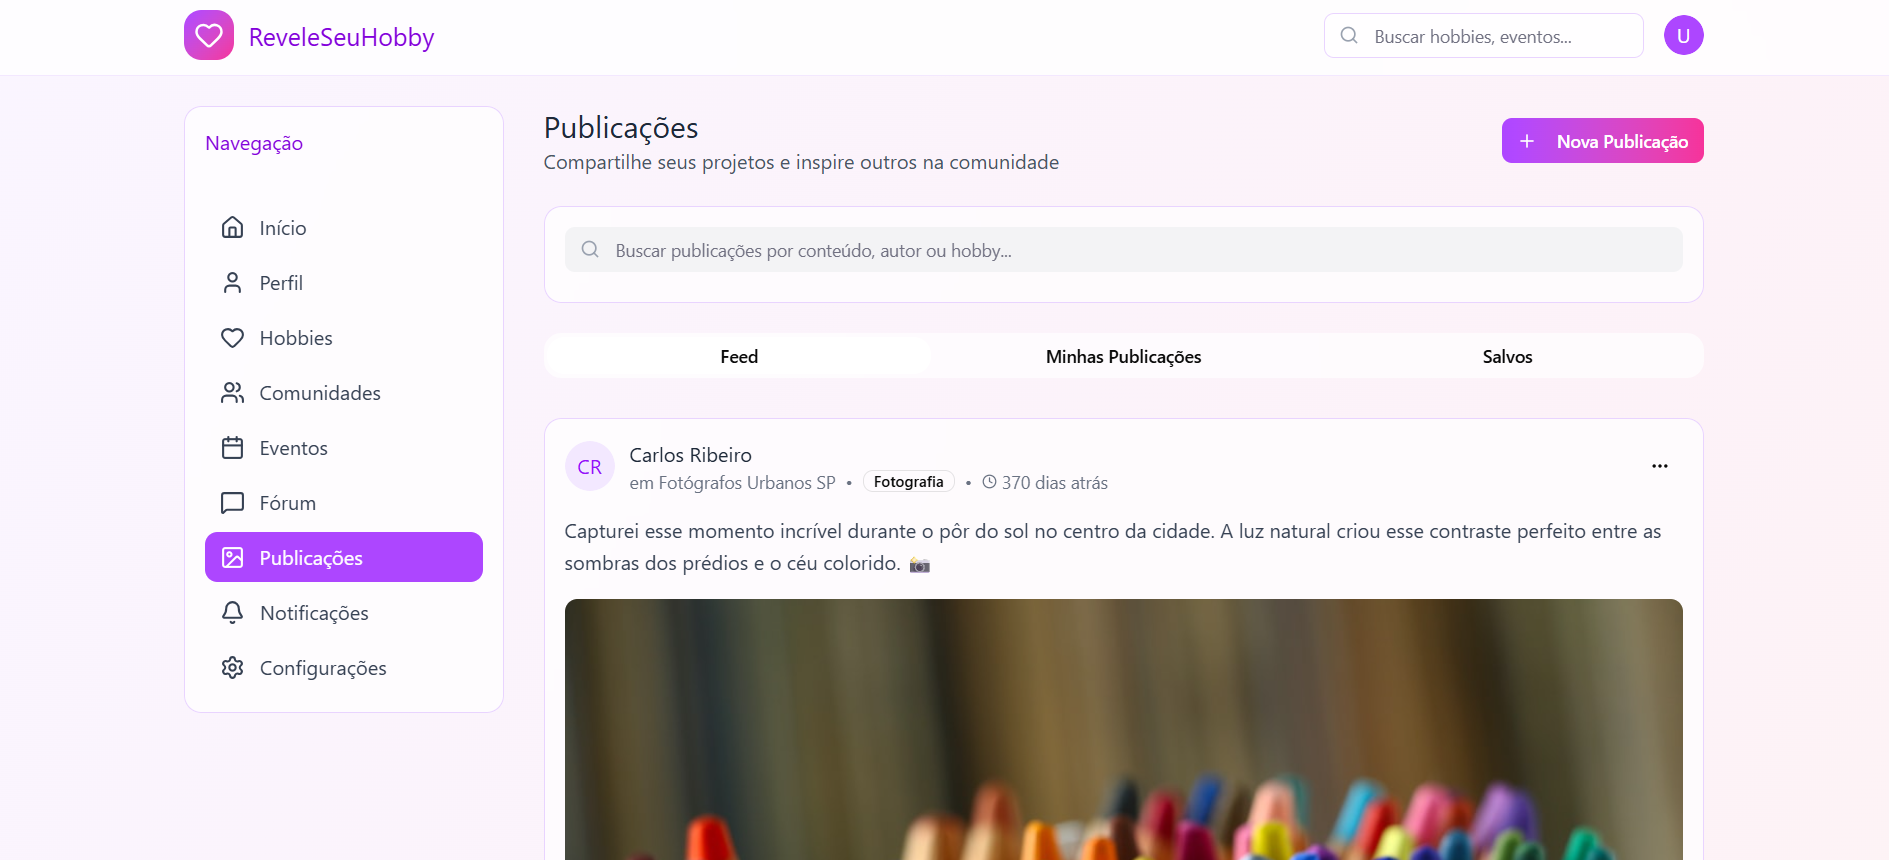 ReveleSeuHobby
Buscar hobbies, eventos...
U
Navegação
Início
Perfil
Hobbies
Comunidades
Eventos
Fórum
Publicações
Notificações
Configurações
Publicações
Compartilhe seus projetos e inspire outros na comunidade
Nova Publicação
Buscar publicações por conteúdo, autor ou hobby...
Feed
Minhas Publicações
Salvos
CR
Carlos Ribeiro
em Fotógrafos Urbanos SP • Fotografia • 370 dias atrás
Capturei esse momento incrível durante o pôr do sol no centro da cidade. A luz natural criou esse contraste perfeito entre as
sombras dos prédios e o céu colorido. 📸